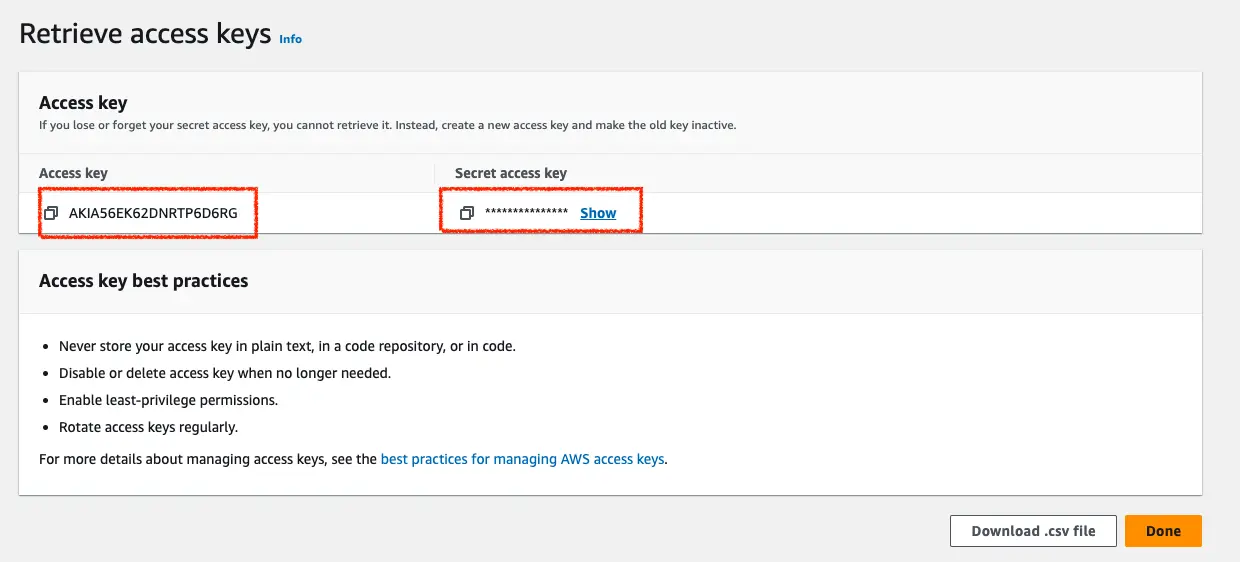 Retrieve access keys Info
Access key
If you lose or forget your secret access key, you cannot retrieve it. Instead, create a new access key and make the old key inactive.
Access key Secret access key
AKIA56EK62DNRTP6D6RG *************** Show
Access key best practices
• Never store your access key in plain text, in a code repository, or in code.
• Disable or delete access key when no longer needed.
• Enable least-privilege permissions.
• Rotate access keys regularly.
For more details about managing access keys, see the best practices for managing AWS access keys.
Download .csv file Done